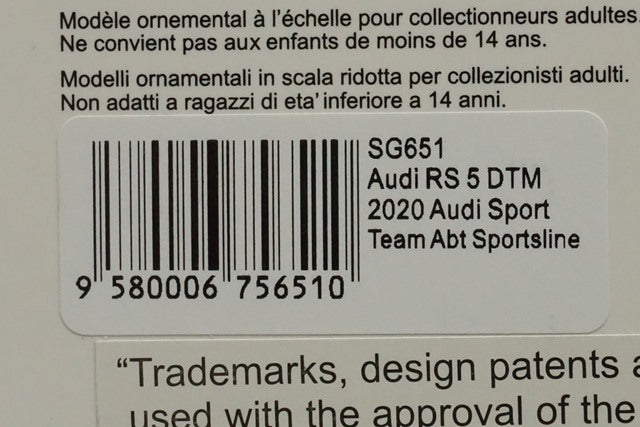 Modèle ornemental à l'échelle pour collectionneurs adultes.
Ne convient pas aux enfants de moins de 14 ans.
Modelli ornamentali in scala ridotta per collezionisti adulti.
Non adatti a ragazzi di eta' inferiore a 14 anni.
SG651
Audi RS 5 DTM
2020 Audi Sport
Team Abt Sportsline
9 580006 756510
“Trademarks, design patents
used with the approval of the